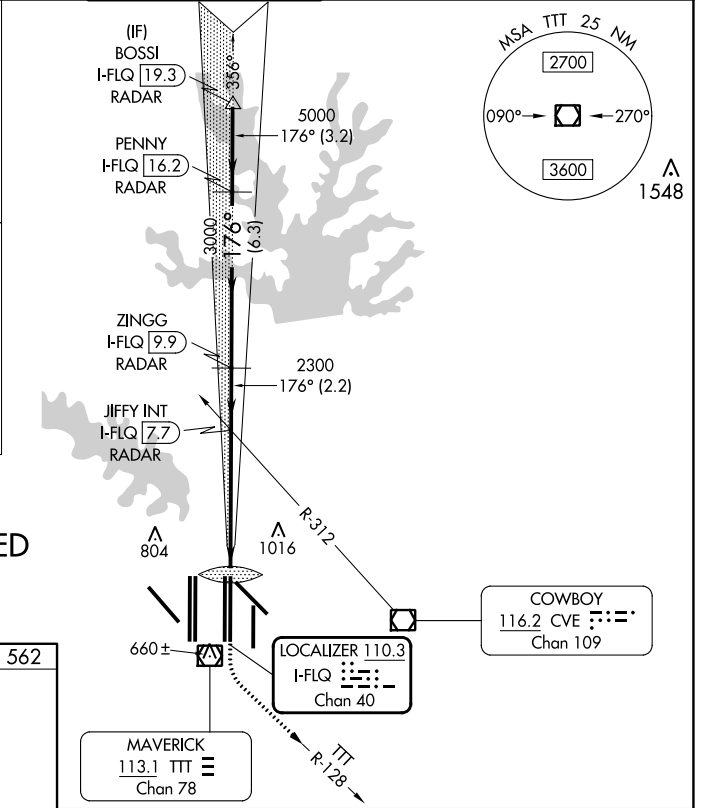 (IF)
BOSSI
I-FLQ 19.3
RADAR
356°
5000
176° (3.2)
PENNY
I-FLQ 16.2
RADAR
3000
176°
(6.3)
ZINGG
I-FLQ 9.9
RADAR
2300
176° (2.2)
JIFFY INT
I-FLQ 7.7
RADAR
MSA TTT 25 NM
2700
090°
270°
3600
1548
R-312
ED
804
1016
COWBOY
116.2 CVE
Chan 109
562
660±
LOCALIZER 110.3
I-FLQ
Chan 40
MAVERICK
113.1 TTT
Chan 78
TTT
R-128